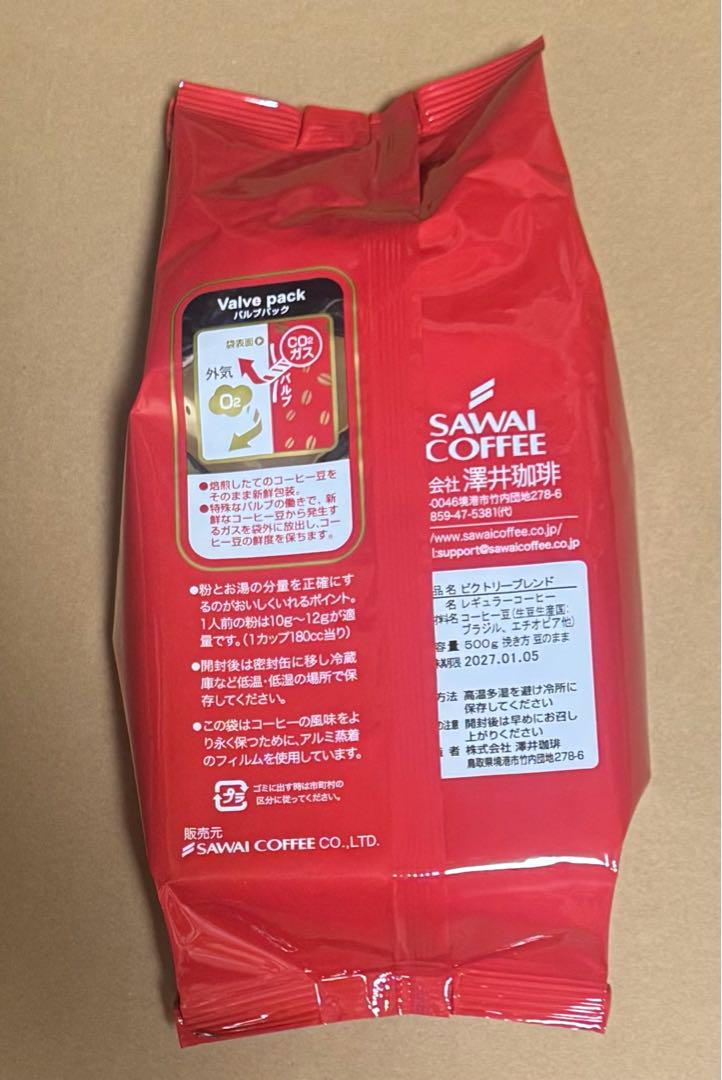 Valve pack
バルブパック
袋表面
CO2
ガス
外気
O2
バルブ
●焙煎したてのコーヒー豆を
そのまま新鮮包装。
●特殊なバルブの働きで、新
鮮なコーヒー豆から発生す
るガスを袋外に放出し、コー
ヒー豆の鮮度を保ちます。
●粉とお湯の分量を正確にす
るのがおいしくいれるポイント。
1人前の粉は10g〜12gが適
量です。(1カップ180cc当り)
●開封後は密封缶に移し冷蔵
庫など低温・低湿の場所で保
存してください。
●この袋はコーヒーの風味をよ
り永く保つために、アルミ蒸着
のフィルムを使用しています。
プラ
ゴミに出す時は市町村の
区分に従ってください。
販売元
SAWAI COFFEE CO.,LTD.
SAWAI
COFFEE
会社 澤井珈琲
-0046境港市竹内団地278-6
859-47-5381(代)
/www.sawaicoffee.co.jp/
l:support@sawaicoffee.co.jp
品名 ビクトリーブレンド
名 レギュラーコーヒー
料名 コーヒー豆(生豆生産国:
ブラジル、エチオピア他)
容量 500g 挽き方 豆のまま
期限 2027.01.05
方法 高温多湿を避け冷所に
保存してください
の注意 開封後は早めにお召し
上がりください
者 株式会社 澤井珈琲
鳥取県境港市竹内団地278-6